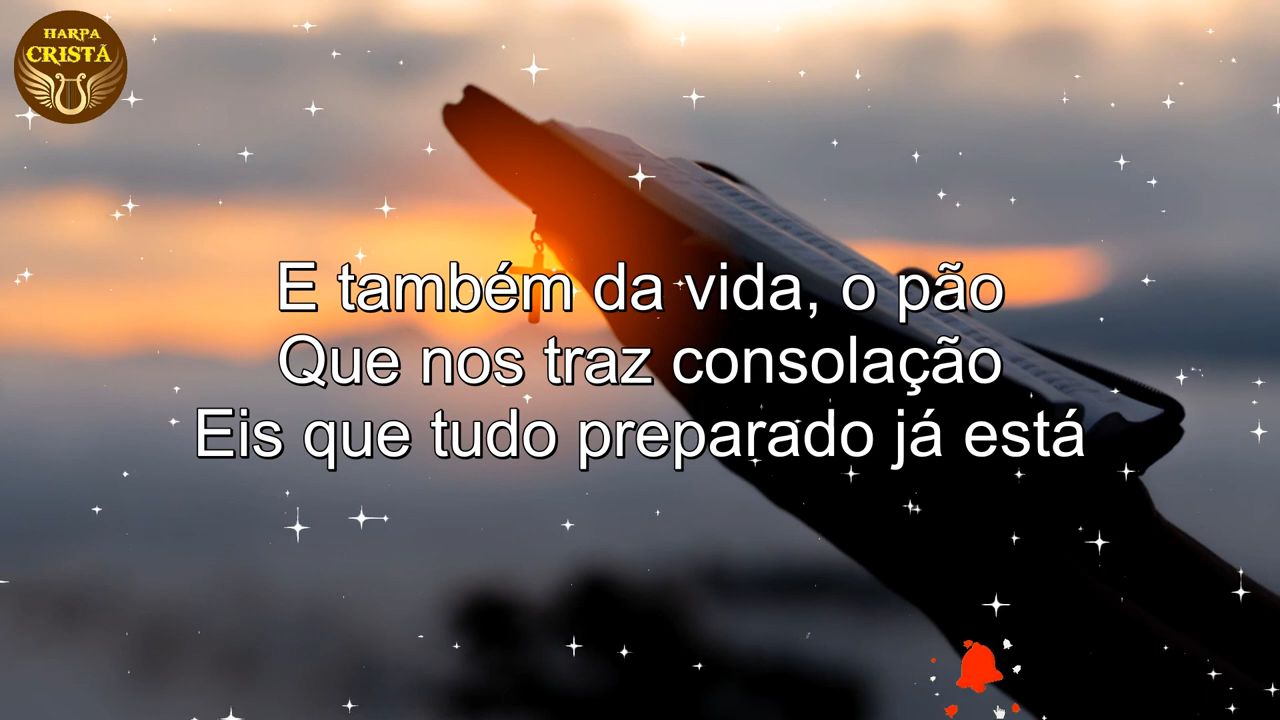 HARPA
CRISTÃ
E também da vida, o pão
Que nos traz consolação
Eis que tudo preparado já está